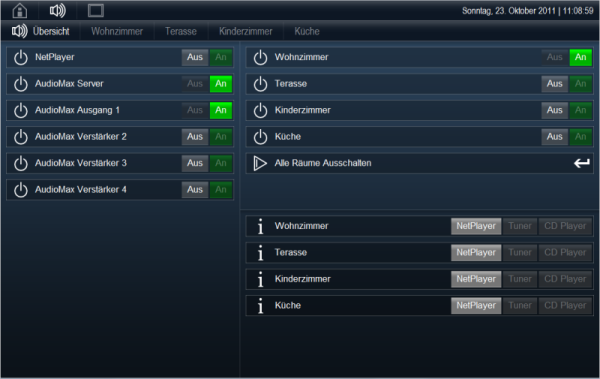 Sonntag, 23. Oktober 2011 | 11:08:59
Übersicht Wohnzimmer Terasse Kinderzimmer Küche
NetPlayer Aus An
AudioMax Server Aus An
AudioMax Ausgang 1 Aus An
AudioMax Verstärker 2 Aus An
AudioMax Verstärker 3 Aus An
AudioMax Verstärker 4 Aus An
Wohnzimmer Aus An
Terasse Aus An
Kinderzimmer Aus An
Küche Aus An
Alle Räume Ausschalten
Wohnzimmer NetPlayer Tuner CD Player
Terasse NetPlayer Tuner CD Player
Kinderzimmer NetPlayer Tuner CD Player
Küche NetPlayer Tuner CD Player